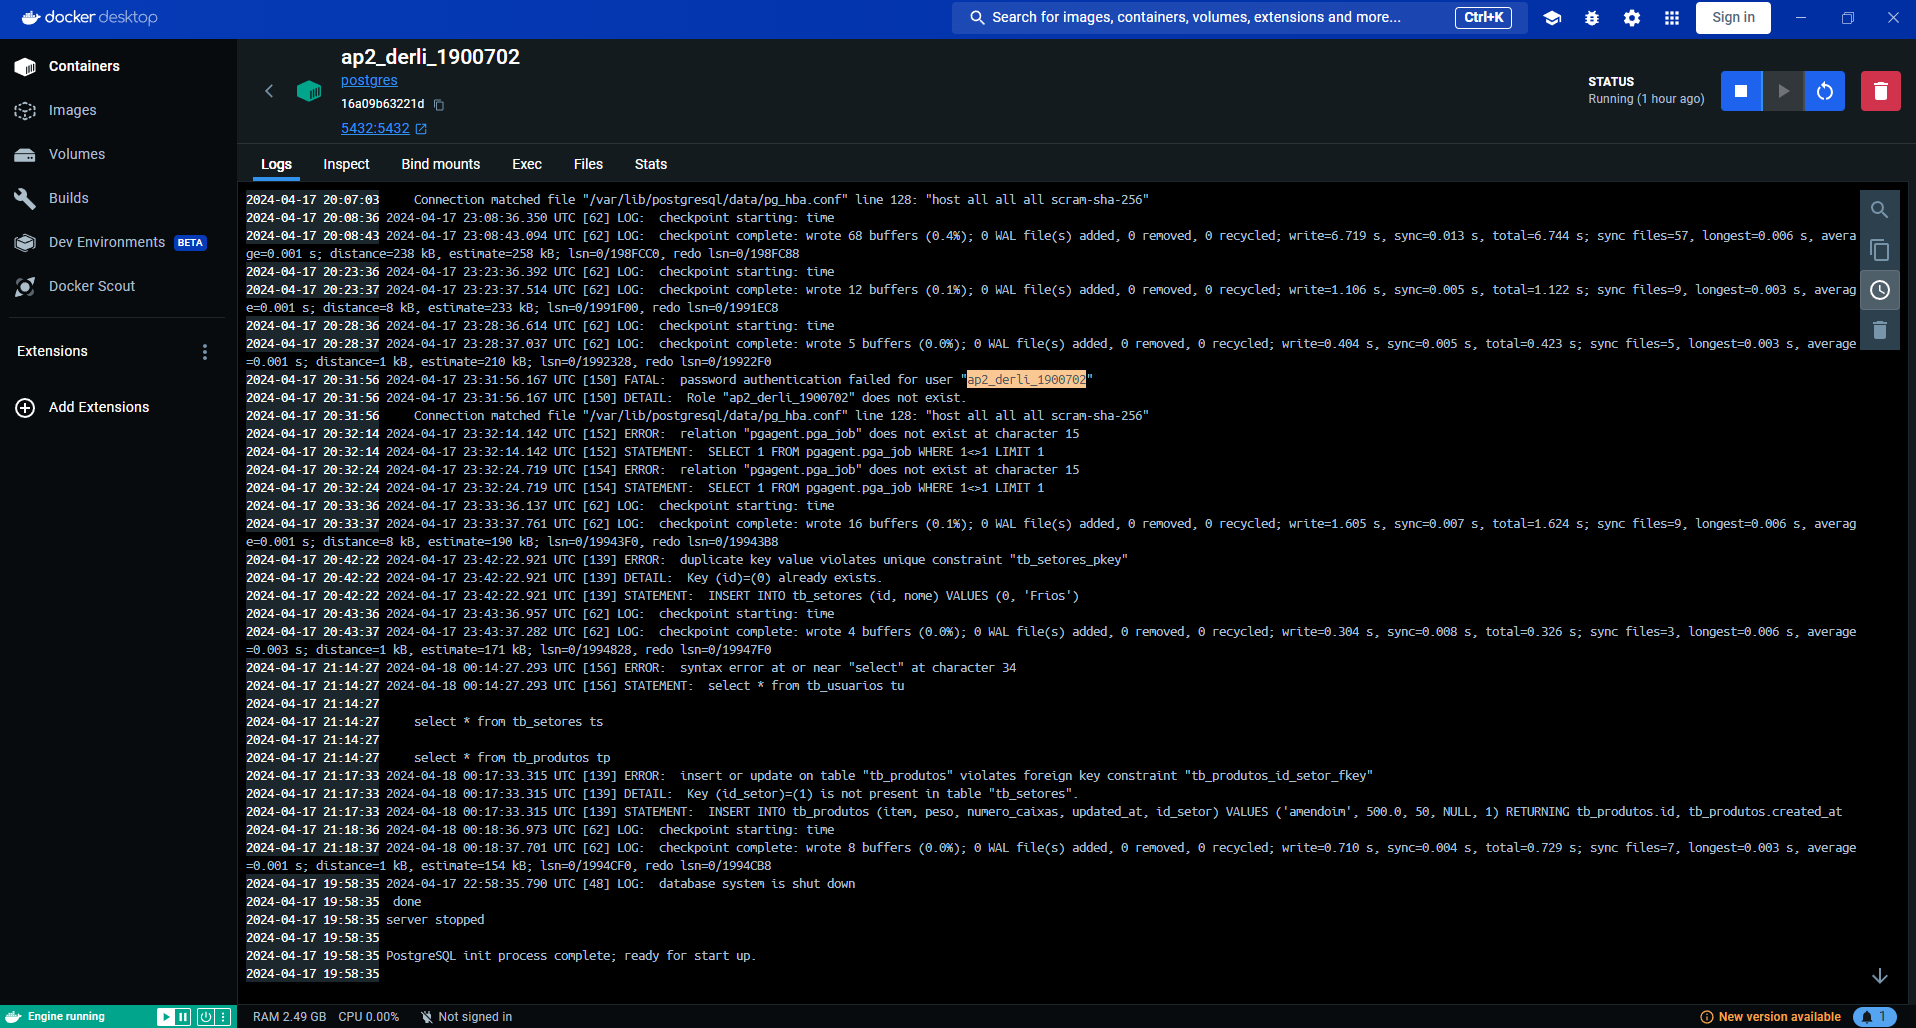 docker desktop
Search for images, containers, volumes, extensions and more...
Ctrl+K
Sign in
Containers
Images
Volumes
Builds
Dev Environments BETA
Docker Scout
Extensions
Add Extensions
ap2_derli_1900702
postgres
16a09b63221d
5432:5432
STATUS
Running (1 hour ago)
Logs Inspect Bind mounts Exec Files Stats
2024-04-17 20:07:03 Connection matched file "/var/lib/postgresql/data/pg_hba.conf" line 128: "host all all all scram-sha-256"
2024-04-17 20:08:36 2024-04-17 23:08:36.350 UTC [62] LOG: checkpoint starting: time
2024-04-17 20:08:43 2024-04-17 23:08:43.094 UTC [62] LOG: checkpoint complete: wrote 68 buffers (0.4%); 0 WAL file(s) added, 0 removed, 0 recycled; write=6.719 s, sync=0.013 s, total=6.744 s; sync files=57, longest=0.006 s, avera
ge=0.001 s; distance=238 kB, estimate=258 kB; lsn=0/198FCC0, redo lsn=0/198FC88
2024-04-17 20:23:36 2024-04-17 23:23:36.392 UTC [62] LOG: checkpoint starting: time
2024-04-17 20:23:37 2024-04-17 23:23:37.514 UTC [62] LOG: checkpoint complete: wrote 12 buffers (0.1%); 0 WAL file(s) added, 0 removed, 0 recycled; write=1.106 s, sync=0.005 s, total=1.122 s; sync files=9, longest=0.003 s, averag
e=0.001 s; distance=8 kB, estimate=233 kB; lsn=0/1991F00, redo lsn=0/1991EC8
2024-04-17 20:28:36 2024-04-17 23:28:36.614 UTC [62] LOG: checkpoint starting: time
2024-04-17 20:28:37 2024-04-17 23:28:37.037 UTC [62] LOG: checkpoint complete: wrote 5 buffers (0.0%); 0 WAL file(s) added, 0 removed, 0 recycled; write=0.404 s, sync=0.005 s, total=0.423 s; sync files=5, longest=0.003 s, average
=0.001 s; distance=1 kB, estimate=210 kB; lsn=0/1992328, redo lsn=0/19922F0
2024-04-17 20:31:56 2024-04-17 23:31:56.167 UTC [150] FATAL: password authentication failed for user "ap2_derli_1900702"
2024-04-17 20:31:56 2024-04-17 23:31:56.167 UTC [150] DETAIL: Role "ap2_derli_1900702" does not exist.
2024-04-17 20:31:56 Connection matched file "/var/lib/postgresql/data/pg_hba.conf" line 128: "host all all all scram-sha-256"
2024-04-17 20:32:14 2024-04-17 23:32:14.142 UTC [152] ERROR: relation "pgagent.pga_job" does not exist at character 15
2024-04-17 20:32:14 2024-04-17 23:32:14.142 UTC [152] STATEMENT: SELECT 1 FROM pgagent.pga_job WHERE 1<>1 LIMIT 1
2024-04-17 20:32:24 2024-04-17 23:32:24.719 UTC [154] ERROR: relation "pgagent.pga_job" does not exist at character 15
2024-04-17 20:32:24 2024-04-17 23:32:24.719 UTC [154] STATEMENT: SELECT 1 FROM pgagent.pga_job WHERE 1<>1 LIMIT 1
2024-04-17 20:33:36 2024-04-17 23:33:36.137 UTC [62] LOG: checkpoint starting: time
2024-04-17 20:33:37 2024-04-17 23:33:37.761 UTC [62] LOG: checkpoint complete: wrote 16 buffers (0.1%); 0 WAL file(s) added, 0 removed, 0 recycled; write=1.605 s, sync=0.007 s, total=1.624 s; sync files=9, longest=0.006 s, averag
e=0.001 s; distance=8 kB, estimate=190 kB; lsn=0/19943F0, redo lsn=0/19943B8
2024-04-17 20:42:22 2024-04-17 23:42:22.921 UTC [139] ERROR: duplicate key value violates unique constraint "tb_setores_pkey"
2024-04-17 20:42:22 2024-04-17 23:42:22.921 UTC [139] DETAIL: Key (id)=(0) already exists.
2024-04-17 20:42:22 2024-04-17 23:42:22.921 UTC [139] STATEMENT: INSERT INTO tb_setores (id, nome) VALUES (0, 'Frios')
2024-04-17 20:43:36 2024-04-17 23:43:36.957 UTC [62] LOG: checkpoint starting: time
2024-04-17 20:43:37 2024-04-17 23:43:37.282 UTC [62] LOG: checkpoint complete: wrote 4 buffers (0.0%); 0 WAL file(s) added, 0 removed, 0 recycled; write=0.304 s, sync=0.008 s, total=0.326 s; sync files=3, longest=0.006 s, average
=0.003 s; distance=1 kB, estimate=171 kB; lsn=0/1994828, redo lsn=0/19947F0
2024-04-17 21:14:27 2024-04-18 00:14:27.293 UTC [156] ERROR: syntax error at or near "select" at character 34
2024-04-17 21:14:27 2024-04-18 00:14:27.293 UTC [156] STATEMENT: select * from tb_usuarios tu
2024-04-17 21:14:27
2024-04-17 21:14:27 select * from tb_setores ts
2024-04-17 21:14:27
2024-04-17 21:14:27 select * from tb_produtos tp
2024-04-17 21:17:33 2024-04-18 00:17:33.315 UTC [139] ERROR: insert or update on table "tb_produtos" violates foreign key constraint "tb_produtos_id_setor_fkey"
2024-04-17 21:17:33 2024-04-18 00:17:33.315 UTC [139] DETAIL: Key (id_setor)=(1) is not present in table "tb_setores".
2024-04-17 21:17:33 2024-04-18 00:17:33.315 UTC [139] STATEMENT: INSERT INTO tb_produtos (item, peso, numero_caixas, updated_at, id_setor) VALUES ('amendoim', 500.0, 50, NULL, 1) RETURNING tb_produtos.id, tb_produtos.created_at
2024-04-17 21:18:36 2024-04-18 00:18:36.973 UTC [62] LOG: checkpoint starting: time
2024-04-17 21:18:37 2024-04-18 00:18:37.701 UTC [62] LOG: checkpoint complete: wrote 8 buffers (0.0%); 0 WAL file(s) added, 0 removed, 0 recycled; write=0.710 s, sync=0.004 s, total=0.729 s; sync files=7, longest=0.003 s, average
=0.001 s; distance=1 kB, estimate=154 kB; lsn=0/1994CF0, redo lsn=0/1994CB8
2024-04-17 19:58:35 2024-04-17 22:58:35.790 UTC [48] LOG: database system is shut down
2024-04-17 19:58:35 done
2024-04-17 19:58:35 server stopped
2024-04-17 19:58:35
2024-04-17 19:58:35 PostgreSQL init process complete; ready for start up.
2024-04-17 19:58:35
Engine running
RAM 2.49 GB CPU 0.00% Not signed in
New version available
1